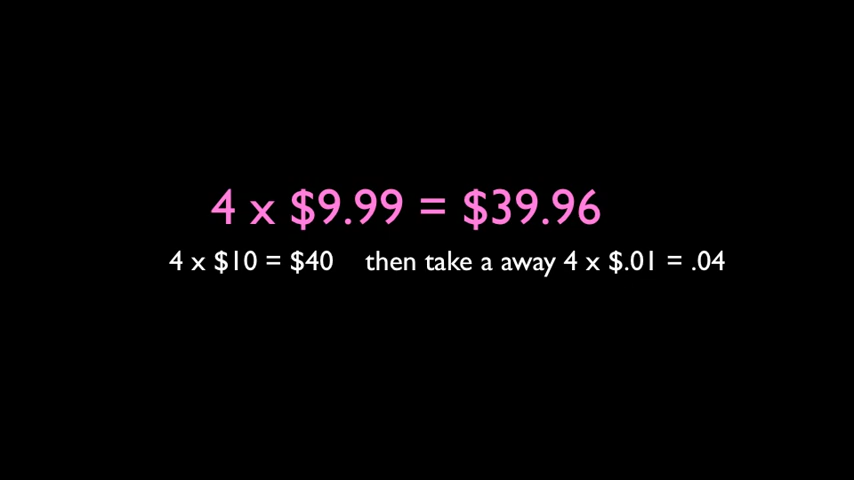 4 x $9.99 = $39.96
4 x $10 = $40 then take a away 4 x $.01 = .04